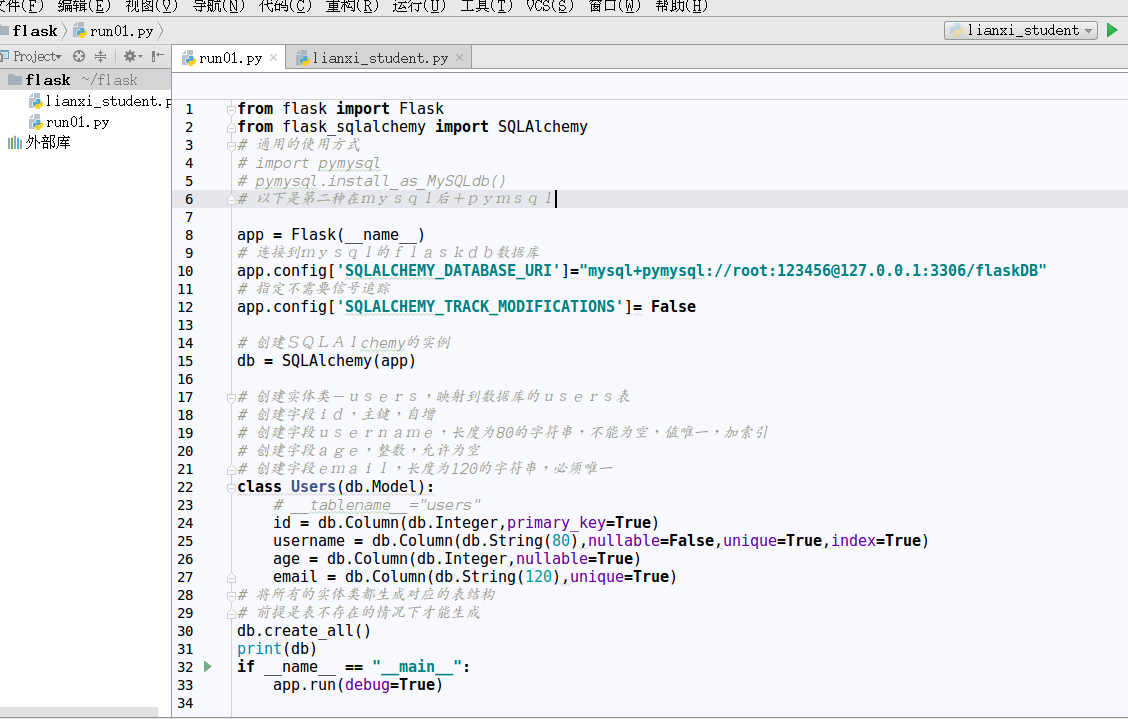 文件(F) 编辑(E) 视图(V) 导航(N) 代码(C) 重构(R) 运行(U) 工具(T) VCS(S) 窗口(W) 帮助(H)
flask run01.py lianxi_student
Project run01.py lianxi_student.py
flask ~/flask
lianxi_student.p
run01.py
外部库
1 from flask import Flask
2 from flask_sqlalchemy import SQLAlchemy
3 # 通用的使用方式
4 # import pymysql
5 # pymysql.install_as_MySQLdb()
6 # 以下是第二种在mysql后+pymsql
7
8 app = Flask(__name__)
9 # 连接到mysql的flaskdb数据库
10 app.config['SQLALCHEMY_DATABASE_URI']="mysql+pymysql://root:123456@127.0.0.1:3306/flaskDB"
11 # 指定不需要信号追踪
12 app.config['SQLALCHEMY_TRACK_MODIFICATIONS']= False
13
14 # 创建SQLAlchemy的实例
15 db = SQLAlchemy(app)
16
17 # 创建实体类-users,映射到数据库的users表
18 # 创建字段id,主键,自增
19 # 创建字段username,长度为80的字符串,不能为空,值唯一,加索引
20 # 创建字段age,整数,允许为空
21 # 创建字段email,长度为120的字符串,必须唯一
22 class Users(db.Model):
23     # __tablename__="users"
24     id = db.Column(db.Integer,primary_key=True)
25     username = db.Column(db.String(80),nullable=False,unique=True,index=True)
26     age = db.Column(db.Integer,nullable=True)
27     email = db.Column(db.String(120),unique=True)
28 # 将所有的实体类都生成对应的表结构
29 # 前提是表不存在的情况下才能生成
30 db.create_all()
31 print(db)
32 if __name__ == "__main__":
33     app.run(debug=True)
34